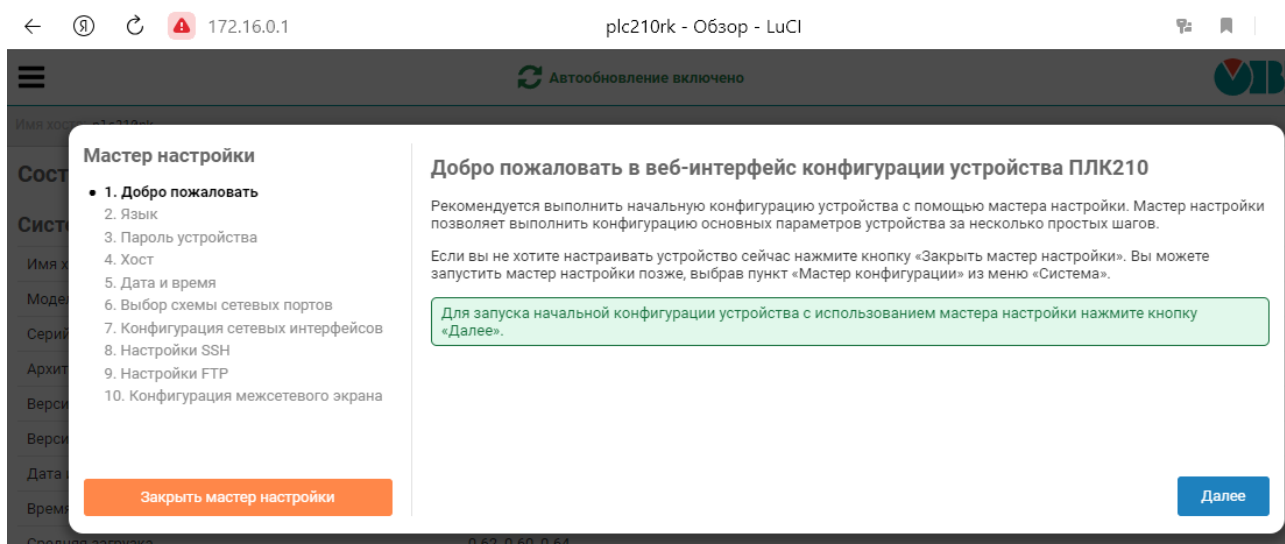 172.16.0.1
plc210rk - Обзор - LuCI
Автообновление включено
Имя хоста: plc210rk
Мастер настройки
1. Добро пожаловать
2. Язык
3. Пароль устройства
4. Хост
5. Дата и время
6. Выбор схемы сетевых портов
7. Конфигурация сетевых интерфейсов
8. Настройки SSH
9. Настройки FTP
10. Конфигурация межсетевого экрана
Закрыть мастер настройки
Добро пожаловать в веб-интерфейс конфигурации устройства ПЛК210
Рекомендуется выполнить начальную конфигурацию устройства с помощью мастера настройки. Мастер настройки
позволяет выполнить конфигурацию основных параметров устройства за несколько простых шагов.
Если вы не хотите настраивать устройство сейчас нажмите кнопку «Закрыть мастер настройки». Вы можете
запустить мастер настройки позже, выбрав пункт «Мастер конфигурации» из меню «Система».
Для запуска начальной конфигурации устройства с использованием мастера настройки нажмите кнопку
«Далее».
Далее
Средняя загрузка